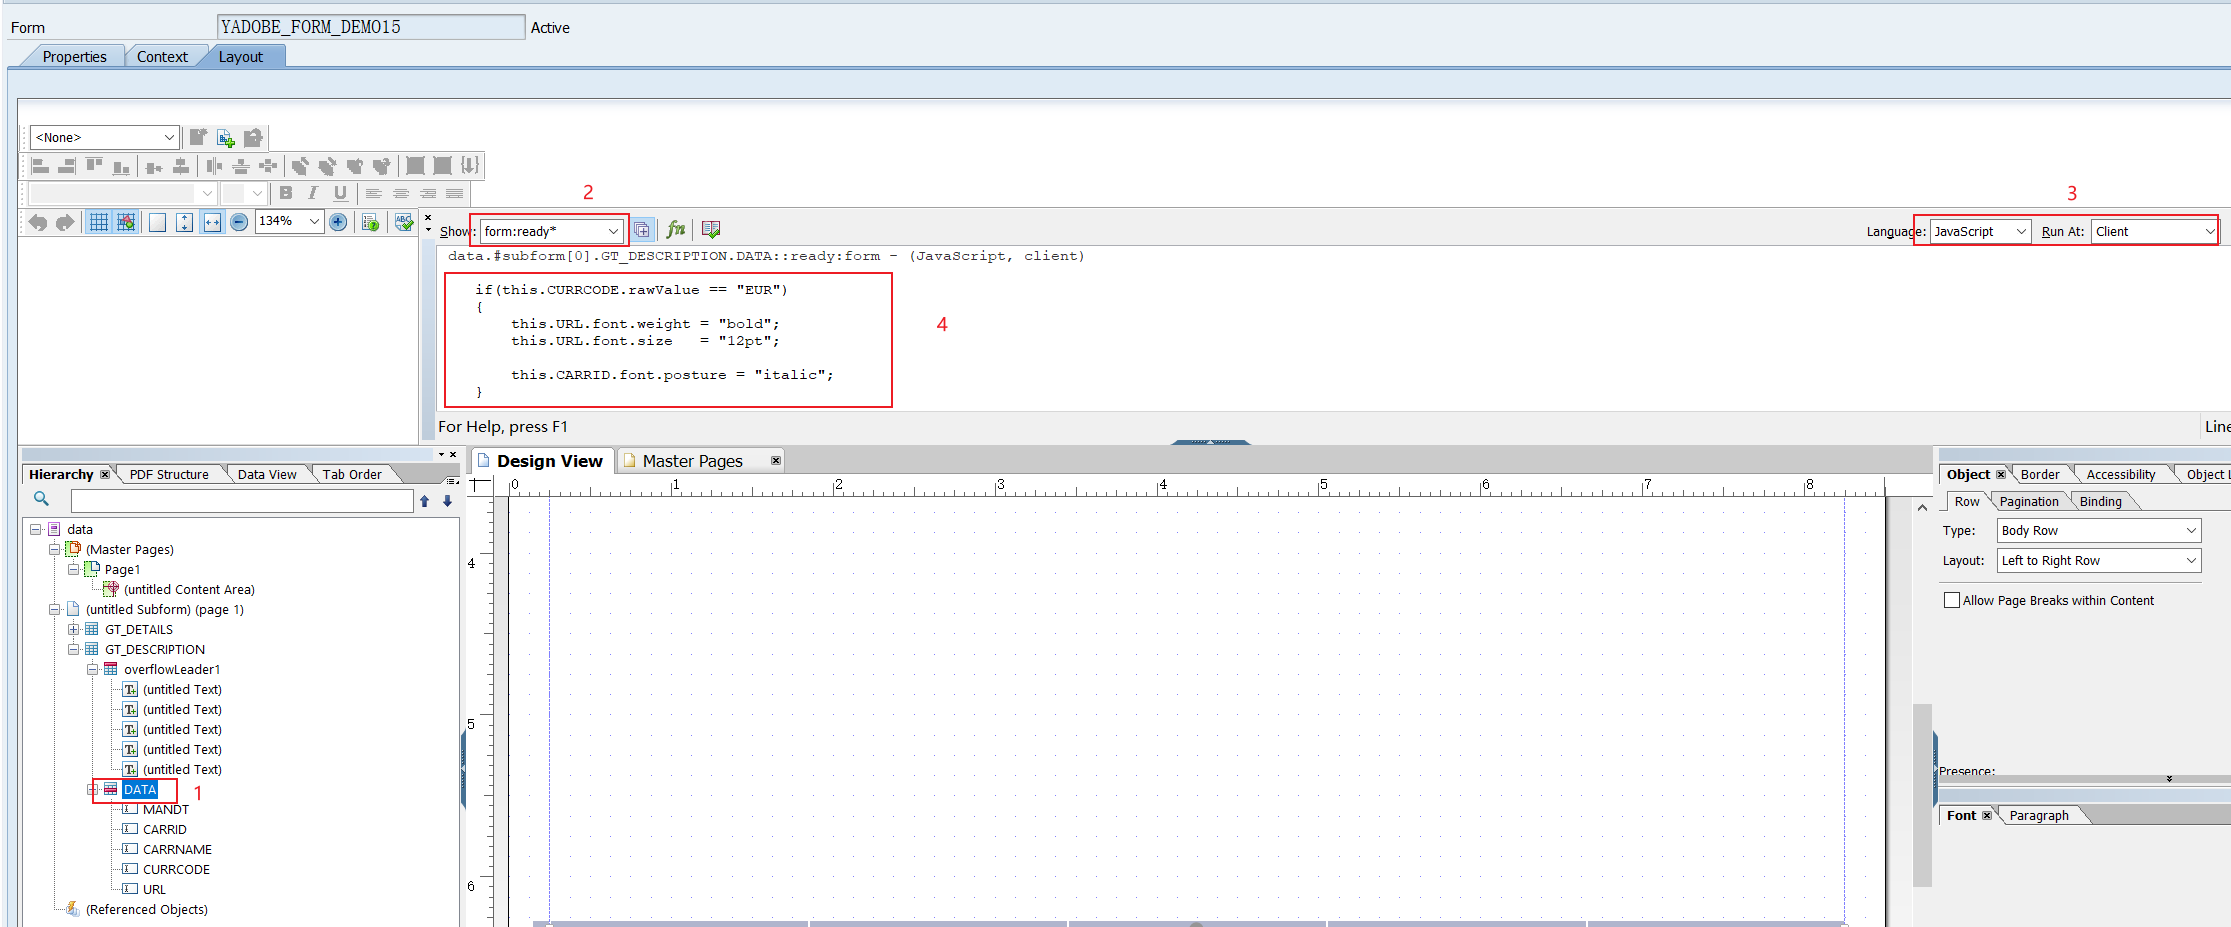 Form YADOBE_FORM_DEMO15 Active
Properties Context Layout
<None>
B I U
134%
2
3
Show: form:ready*
fn
Language: JavaScript Run At: Client
data.#subform[0].GT_DESCRIPTION.DATA::ready:form - (JavaScript, client)
if(this.CURRCODE.rawValue == "EUR")
{
this.URL.font.weight = "bold";
this.URL.font.size = "12pt";
this.CARRID.font.posture = "italic";
}
4
For Help, press F1
Line
Hierarchy PDF Structure Data View Tab Order
data
(Master Pages)
Page1
(untitled Content Area)
(untitled Subform) (page 1)
GT_DETAILS
GT_DESCRIPTION
overflowLeader1
(untitled Text)
(untitled Text)
(untitled Text)
(untitled Text)
(untitled Text)
DATA 1
MANDT
CARRID
CARRNAME
CURRCODE
URL
(Referenced Objects)
Design View Master Pages
0 1 2 3 4 5 6 7 8
4
5
6
Object Border Accessibility Object L
Row Pagination Binding
Type: Body Row
Layout: Left to Right Row
Allow Page Breaks within Content
Presence:
Font Paragraph